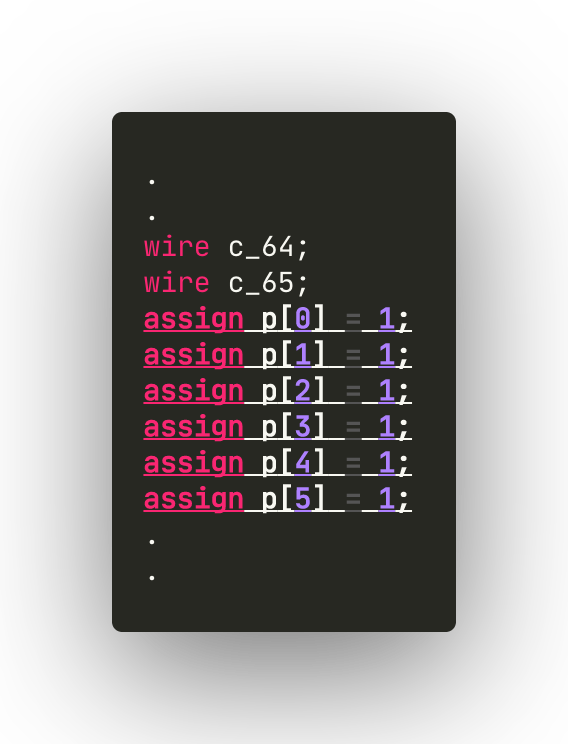 .
.
wire c_64;
wire c_65;
assign p[0] = 1;
assign p[1] = 1;
assign p[2] = 1;
assign p[3] = 1;
assign p[4] = 1;
assign p[5] = 1;
.
.